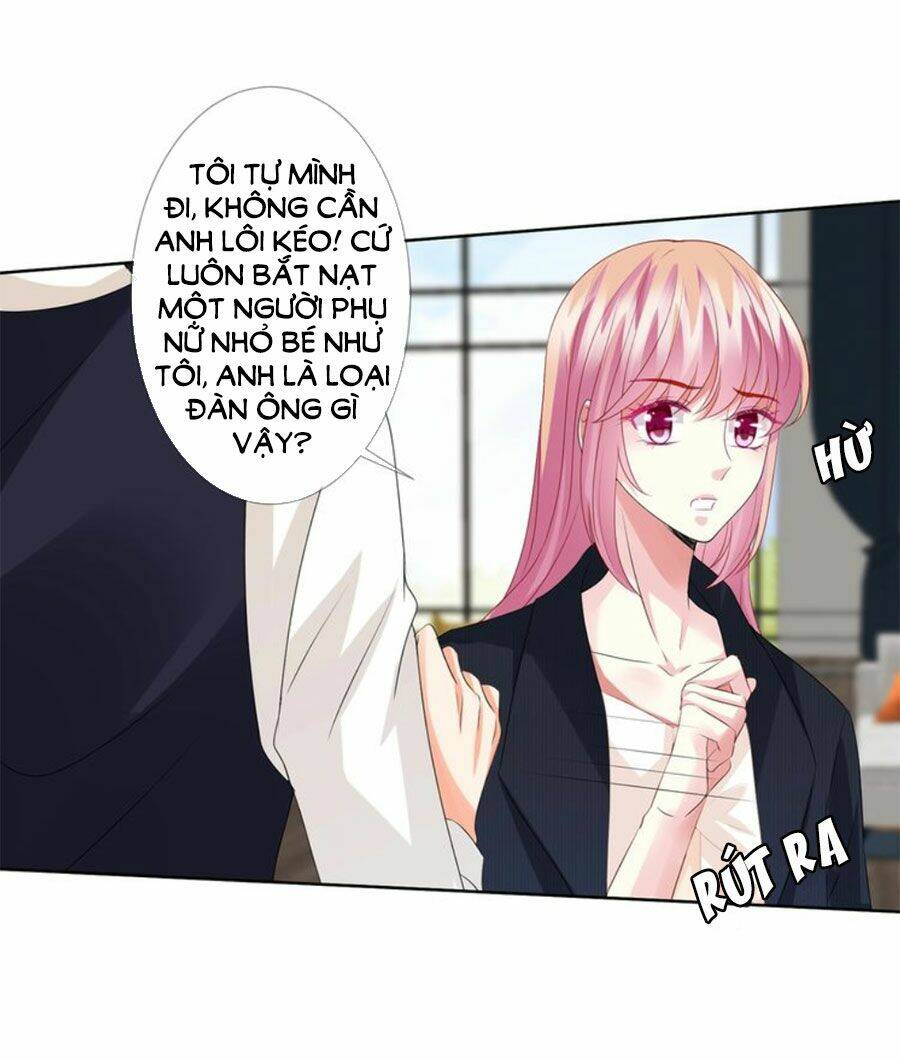 TÔI TỰ MÌNH
ĐI, KHÔNG CẦN
ANH LÔI KÉO! CỨ
LUÔN BẮT NẠT
MỘT NGƯỜI PHỤ
NỮ NHỎ BÉ NHƯ
TÔI, ANH LÀ LOẠI
ĐÀN ÔNG GÌ
VẬY?
HỪ
RÚT RA